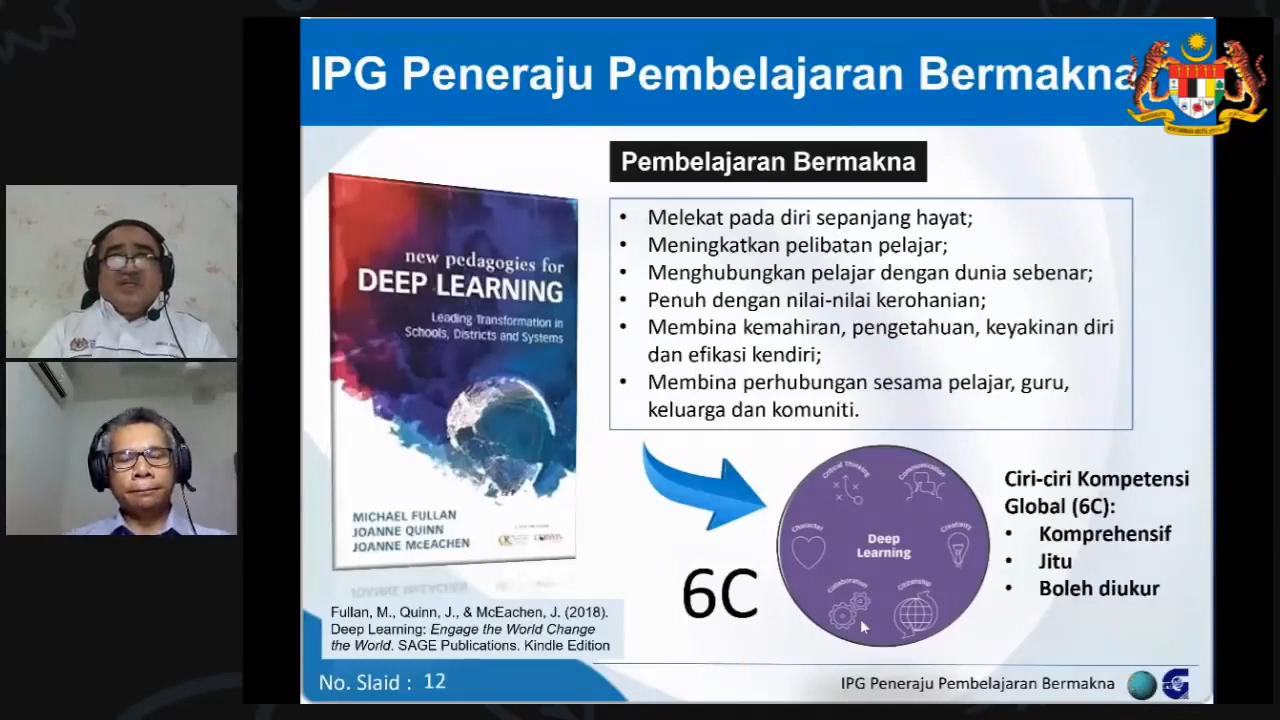 IPG Peneraju Pembelajaran Bermakna
Pembelajaran Bermakna
• Melekat pada diri sepanjang hayat;
• Meningkatkan pelibatan pelajar;
• Menghubungkan pelajar dengan dunia sebenar;
• Penuh dengan nilai-nilai kerohanian;
• Membina kemahiran, pengetahuan, keyakinan diri
dan efikasi kendiri;
• Membina perhubungan sesama pelajar, guru,
keluarga dan komuniti.
new pedagogies for
DEEP LEARNING
Leading Transformation in
Schools, Districts and Systems
MICHAEL FULLAN
JOANNE QUINN
JOANNE McEACHEN
Fullan, M., Quinn, J., & McEachen, J. (2018).
Deep Learning: Engage the World Change
the World. SAGE Publications. Kindle Edition
6C
Critical Thinking
Communication
Character
Creativity
Deep
Learning
Collaboration
Citizenship
Ciri-ciri Kompetensi
Global (6C):
• Komprehensif
• Jitu
• Boleh diukur
No. Slaid : 12
IPG Peneraju Pembelajaran Bermakna